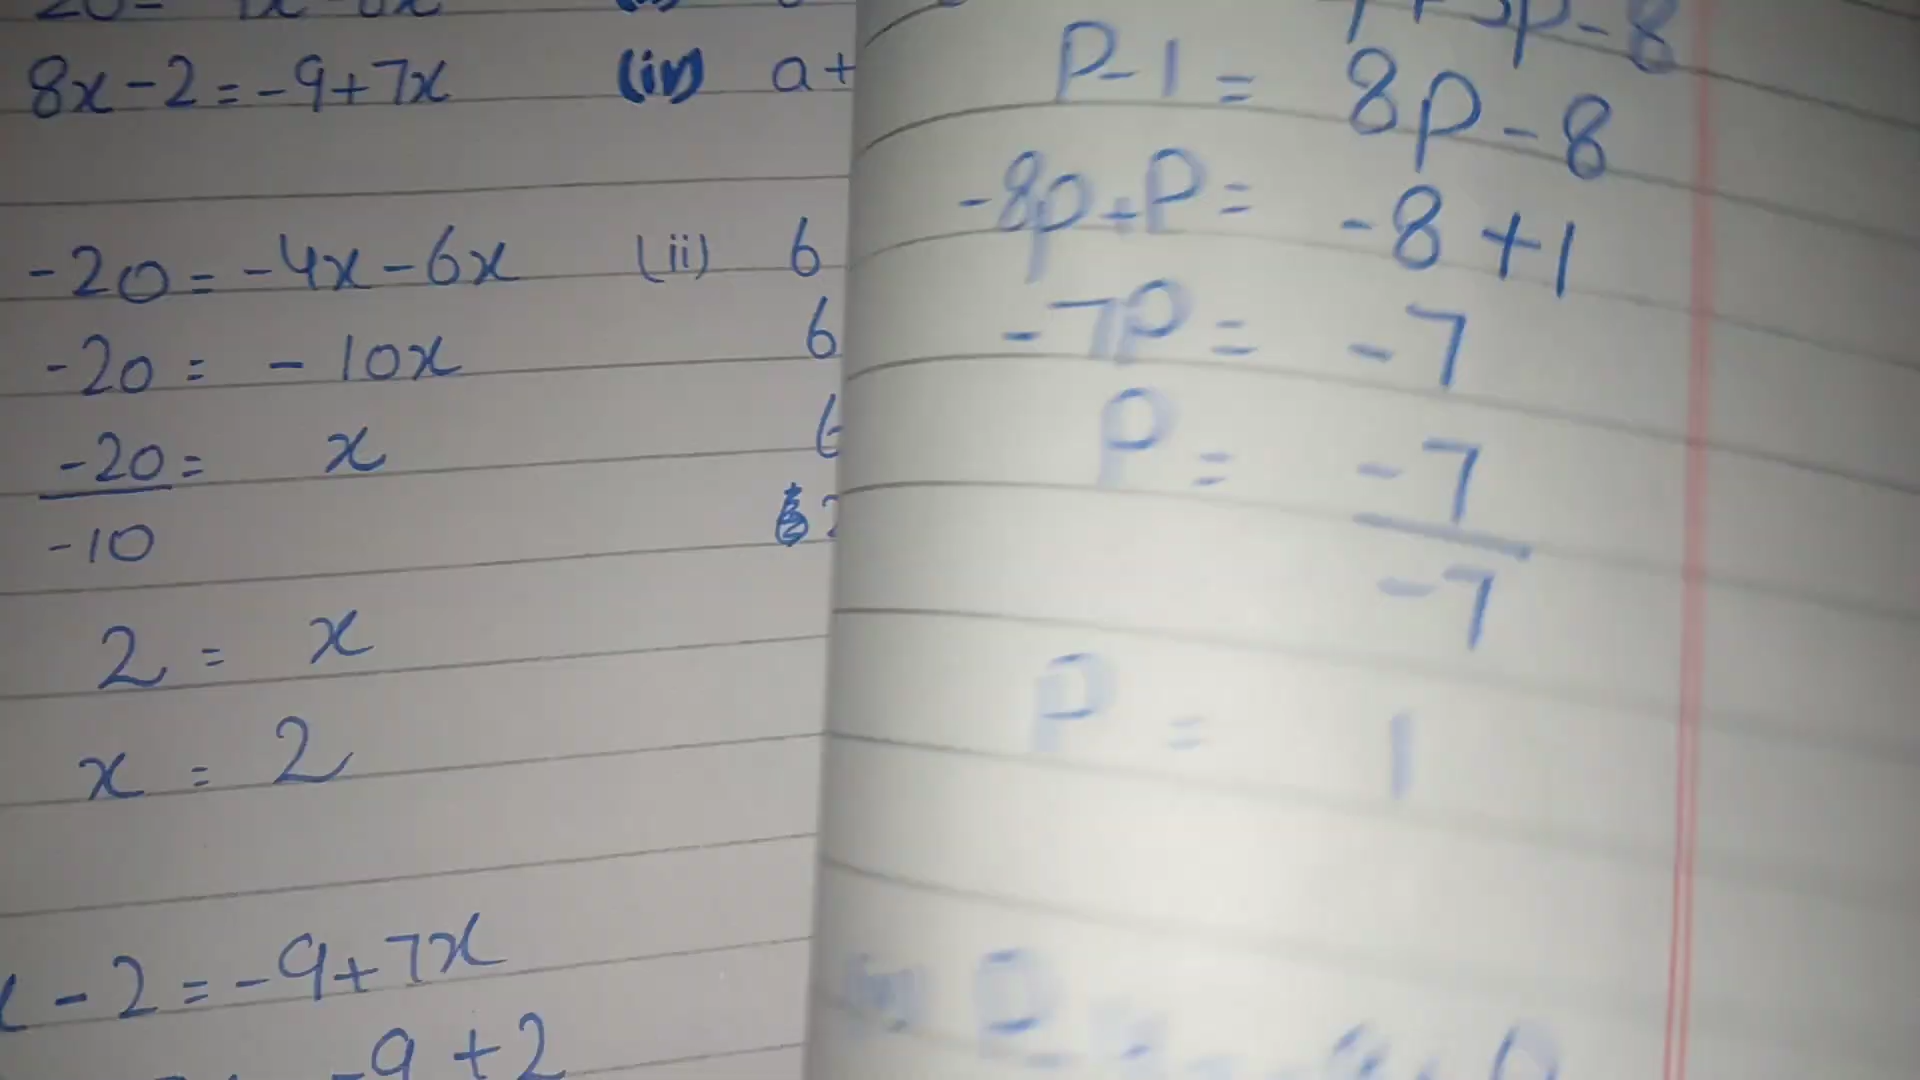 8x-2=-9+7x (iv) a+
-20=-4x-6x (ii) 6
-20 = -10x 6
-20 = x
-10
2 = x
x = 2
-2=-9+7x
-9+2
P-1 = 8P-8
-8p+P= -8+1
-7P= -7
P = -7
-7
P = 1